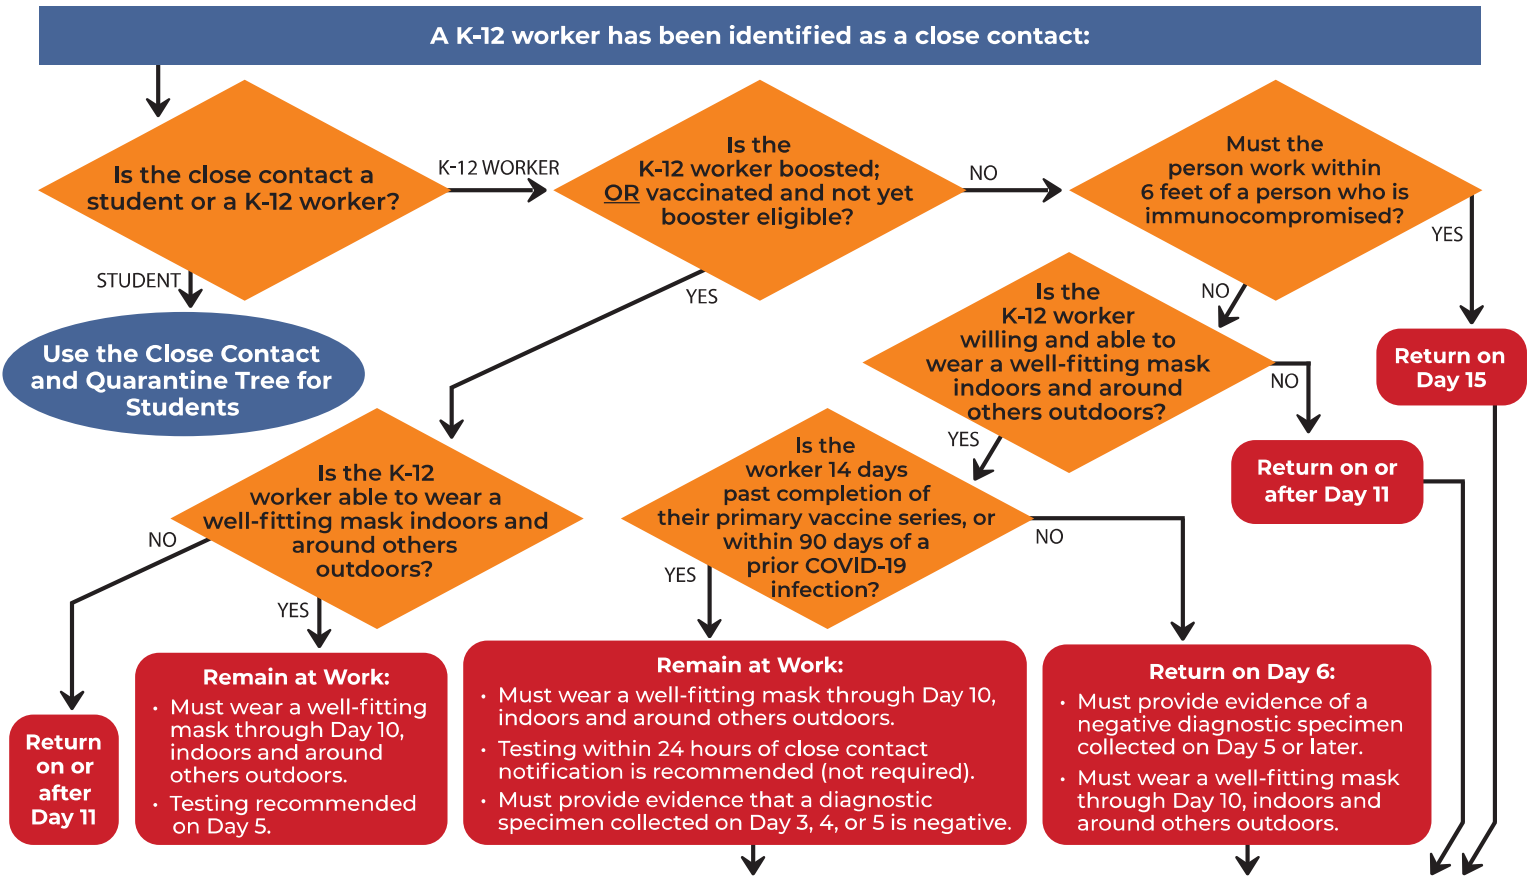 A K-12 worker has been identified as a close contact:
Is the close contact a
student or a K-12 worker?
K-12 WORKER
STUDENT
Use the Close Contact
and Quarantine Tree for
Students
Is the
K-12 worker boosted;
OR vaccinated and not yet
booster eligible?
NO
YES
Must the
person work within
6 feet of a person who is
immunocompromised?
YES
NO
Return on
Day 15
Is the
K-12 worker
willing and able to
wear a well-fitting mask
indoors and around
others outdoors?
NO
YES
Return on or
after Day 11
Is the K-12
worker able to wear a
well-fitting mask indoors and
around others
outdoors?
NO
YES
Is the
worker 14 days
past completion of
their primary vaccine series, or
within 90 days of a
prior COVID-19
infection?
YES
NO
Return
on or
after
Day 11
Remain at Work:
· Must wear a well-fitting
mask through Day 10,
indoors and around
others outdoors.
· Testing recommended
on Day 5.
Remain at Work:
· Must wear a well-fitting mask through Day 10,
indoors and around others outdoors.
· Testing within 24 hours of close contact
notification is recommended (not required).
· Must provide evidence that a diagnostic
specimen collected on Day 3, 4, or 5 is negative.
Return on Day 6:
· Must provide evidence of a
negative diagnostic specimen
collected on Day 5 or later.
· Must wear a well-fitting mask
through Day 10, indoors and
around others outdoors.